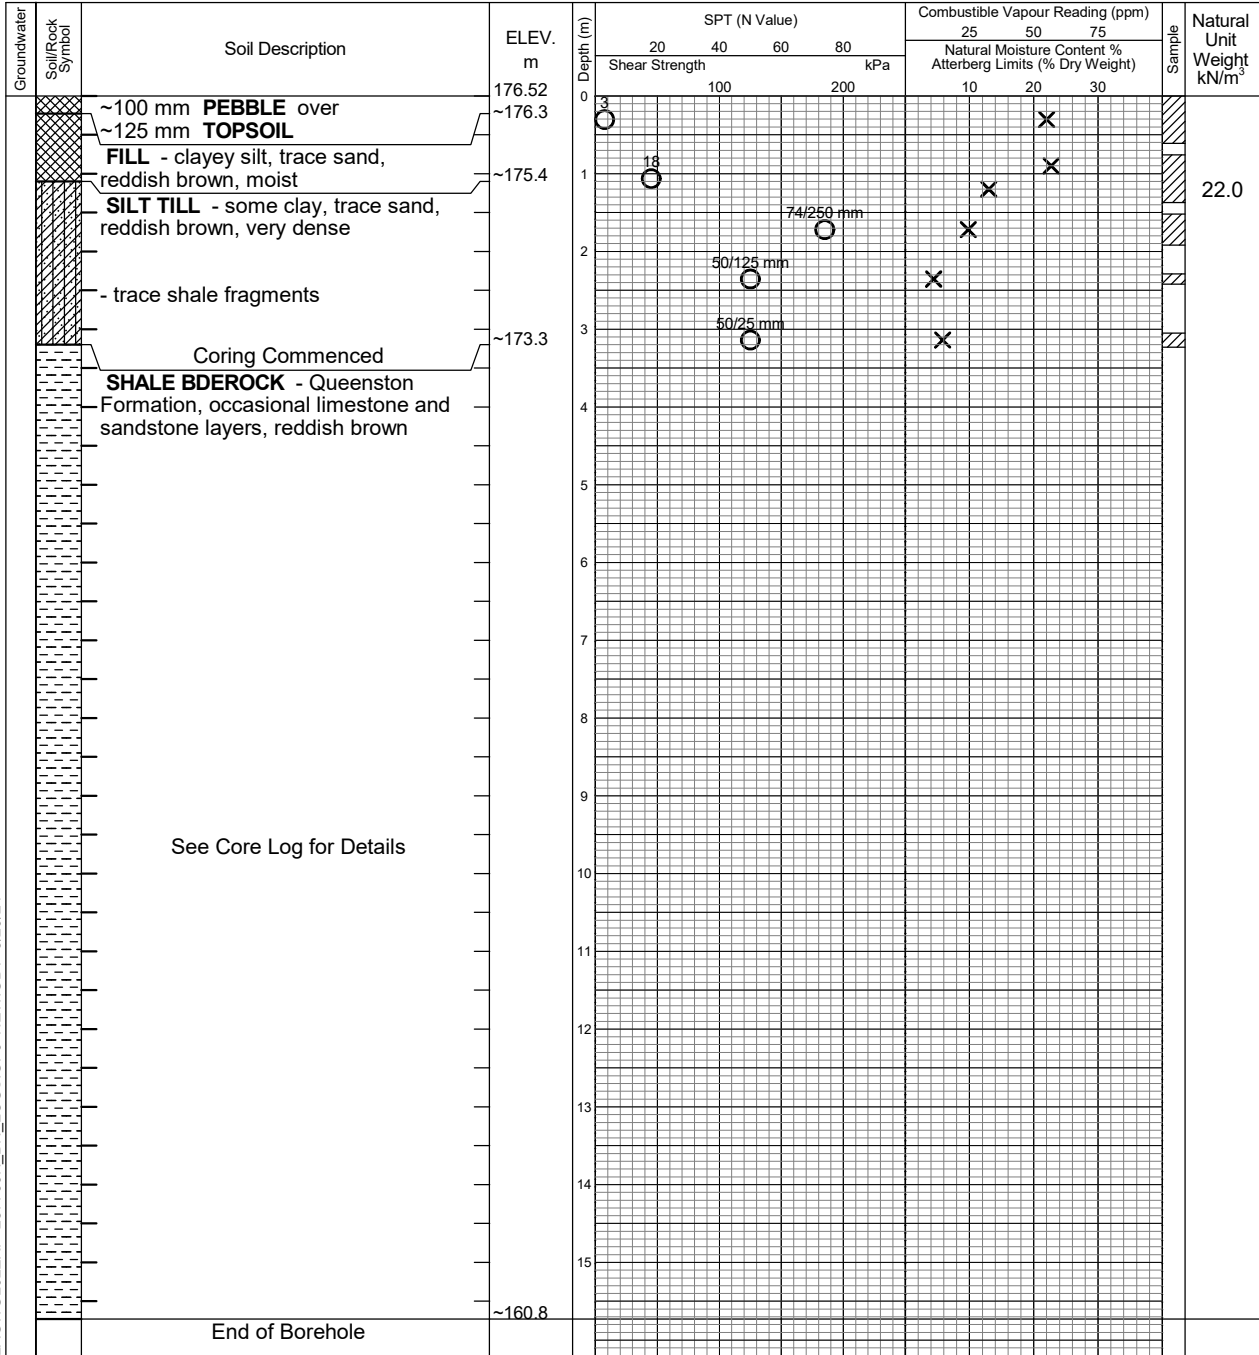 Groundwater
Soil/Rock
Symbol
Soil Description
ELEV.
m
176.52
Depth (m)
SPT (N Value)
20 40 60 80
Shear Strength kPa
100 200
Combustible Vapour Reading (ppm)
25 50 75
Natural Moisture Content %
Atterberg Limits (% Dry Weight)
10 20 30
Sample
Natural
Unit
Weight
kN/m³
0
3
~100 mm PEBBLE over
~176.3
~125 mm TOPSOIL
FILL - clayey silt, trace sand,
reddish brown, moist
18
~175.4
1
22.0
SILT TILL - some clay, trace sand,
reddish brown, very dense
74/250 mm
2
50/125 mm
- trace shale fragments
50/25 mm
3
~173.3
Coring Commenced
SHALE BDEROCK - Queenston
Formation, occasional limestone and
sandstone layers, reddish brown
4
5
6
7
8
9
See Core Log for Details
10
11
12
13
14
15
~160.8
End of Borehole